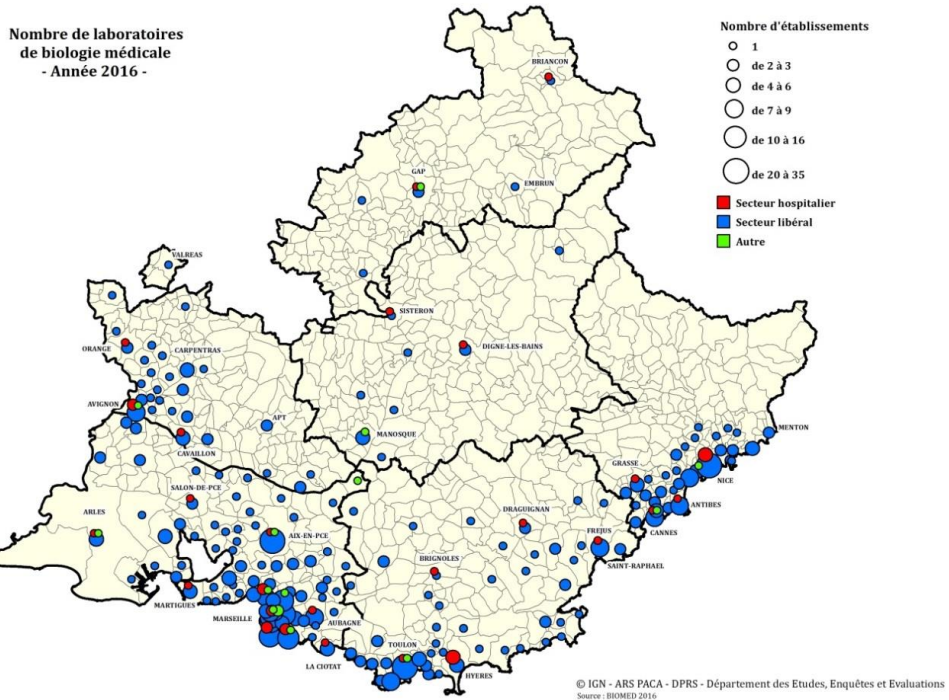 Nombre de laboratoires
de biologie médicale
- Année 2016 -
Nombre d'établissements
1
de 2 à 3
de 4 à 6
de 7 à 9
de 10 à 16
de 20 à 35
Secteur hospitalier
Secteur libéral
Autre
BRIANCON
GAP
EMBRUN
VALREAS
SISTERON
ORANGE
CARPENTRAS
DIGNE-LES-BAINS
AVIGNON
APT
MANOSQUE
MENTON
CAVAILLON
GRASSE
NICE
SALON-DE-PCE
ANTIBES
ARLES
DRAGUIGNAN
CANNES
AIX-EN-PCE
FREJUS
SAINT-RAPHAEL
BRIGNOLES
MARTIGUES
MARSEILLE
AUBAGNE
TOULON
LA CIOTAT
HYERES
© IGN - ARS PACA - DPRS - Département des Etudes, Enquêtes et Evaluations
Source : BIOMED 2016